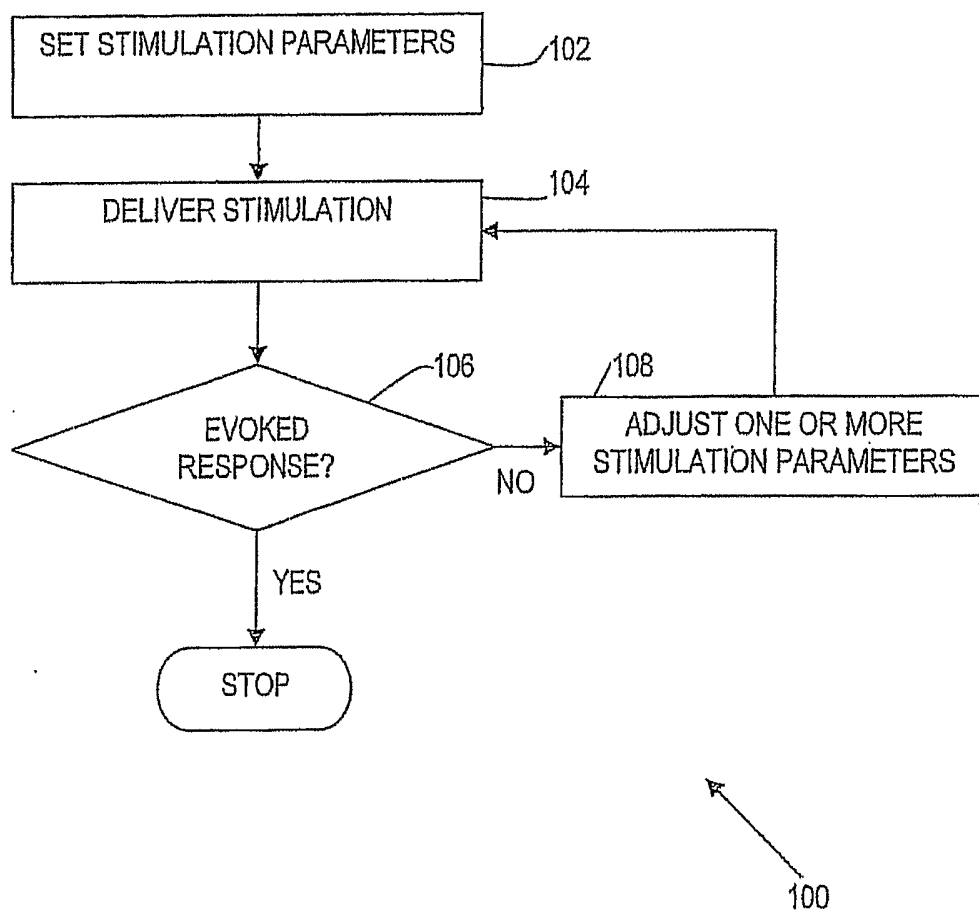 SET STIMULATION PARAMETERS
102
DELIVER STIMULATION
104
EVOKED
RESPONSE?
106
NO
108
ADJUST ONE OR MORE
STIMULATION PARAMETERS
YES
STOP
100